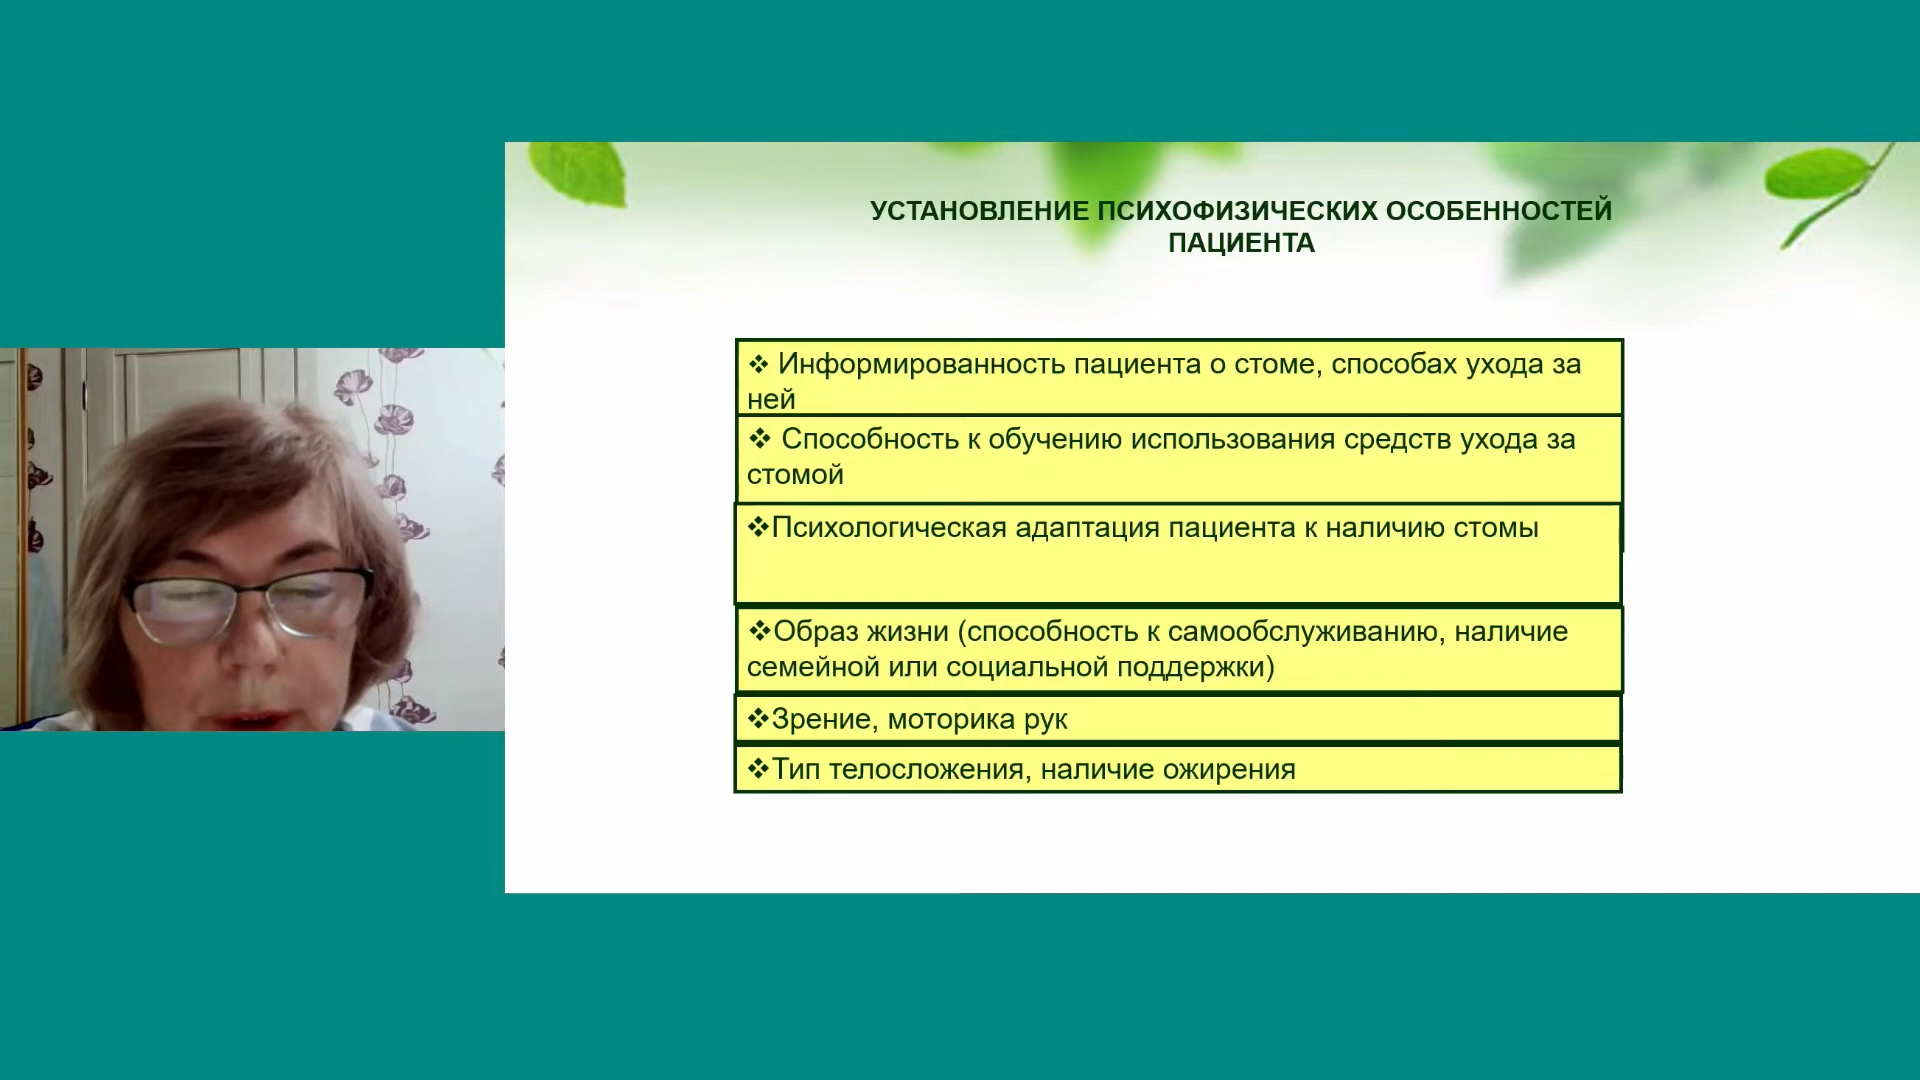 УСТАНОВЛЕНИЕ ПСИХОФИЗИЧЕСКИХ ОСОБЕННОСТЕЙ
ПАЦИЕНТА
❖ Информированность пациента о стоме, способах ухода за
ней
❖ Способность к обучению использования средств ухода за
стомой
❖Психологическая адаптация пациента к наличию стомы
❖Образ жизни (способность к самообслуживанию, наличие
семейной или социальной поддержки)
❖Зрение, моторика рук
❖Тип телосложения, наличие ожирения